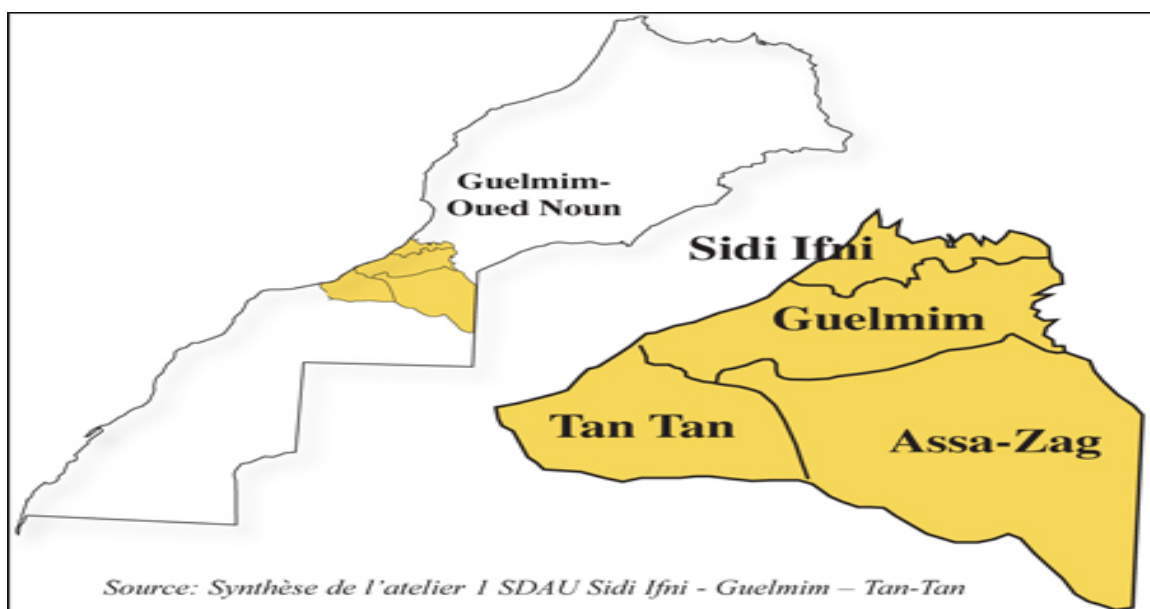 Guelmim-
Oued Noun
Sidi Ifni
Guelmim
Tan Tan
Assa-Zag
Source: Synthèse de l'atelier 1 SDAU Sidi Ifni - Guelmim – Tan-Tan